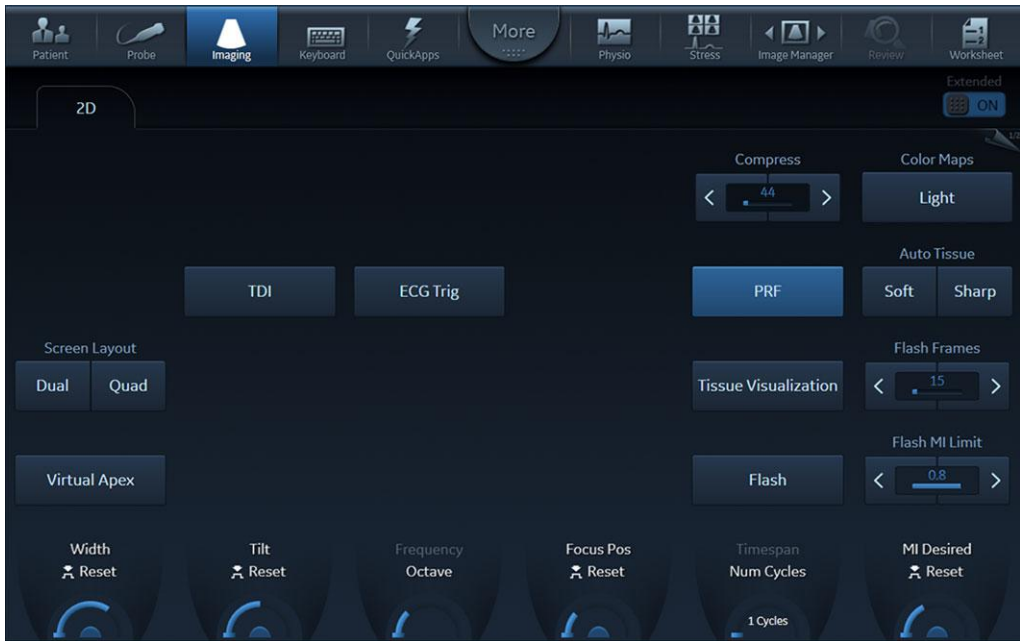 Patient Probe Imaging Keyboard QuickApps More Physio Stress Image Manager Review Worksheet
Extended
2D ON
1/2
Compress Color Maps
44 Light
Auto Tissue
TDI ECG Trig PRF Soft Sharp
Screen Layout Flash Frames
Dual Quad Tissue Visualization 15
Flash MI Limit
Virtual Apex Flash 0.8
Width Tilt Frequency Focus Pos Timespan MI Desired
Reset Reset Octave Reset Num Cycles Reset
1 Cycles